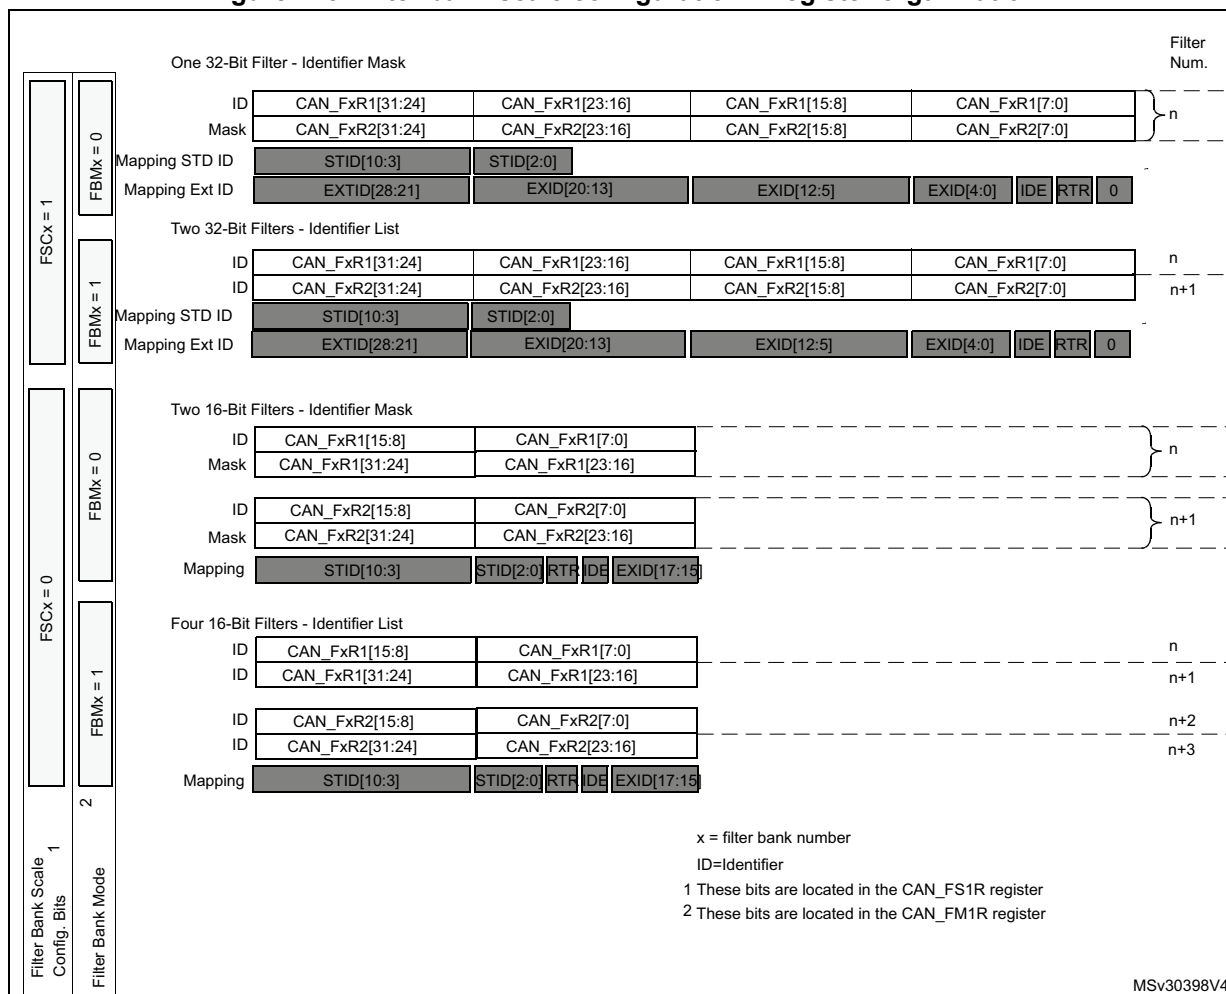 Filter
Num.
One 32-Bit Filter - Identifier Mask
ID CAN_FxR1[31:24] CAN_FxR1[23:16] CAN_FxR1[15:8] CAN_FxR1[7:0] n
Mask CAN_FxR2[31:24] CAN_FxR2[23:16] CAN_FxR2[15:8] CAN_FxR2[7:0]
Mapping STD ID STID[10:3] STID[2:0]
Mapping Ext ID EXTID[28:21] EXID[20:13] EXID[12:5] EXID[4:0] IDE RTR 0
Two 32-Bit Filters - Identifier List
ID CAN_FxR1[31:24] CAN_FxR1[23:16] CAN_FxR1[15:8] CAN_FxR1[7:0] n
ID CAN_FxR2[31:24] CAN_FxR2[23:16] CAN_FxR2[15:8] CAN_FxR2[7:0] n+1
Mapping STD ID STID[10:3] STID[2:0]
Mapping Ext ID EXTID[28:21] EXID[20:13] EXID[12:5] EXID[4:0] IDE RTR 0
Two 16-Bit Filters - Identifier Mask
ID CAN_FxR1[15:8] CAN_FxR1[7:0] n
Mask CAN_FxR1[31:24] CAN_FxR1[23:16]
ID CAN_FxR2[15:8] CAN_FxR2[7:0] n+1
Mask CAN_FxR2[31:24] CAN_FxR2[23:16]
Mapping STID[10:3] STID[2:0] RTR IDE EXID[17:15]
Four 16-Bit Filters - Identifier List
ID CAN_FxR1[15:8] CAN_FxR1[7:0] n
ID CAN_FxR1[31:24] CAN_FxR1[23:16] n+1
ID CAN_FxR2[15:8] CAN_FxR2[7:0] n+2
ID CAN_FxR2[31:24] CAN_FxR2[23:16] n+3
Mapping STID[10:3] STID[2:0] RTR IDE EXID[17:15]
FSCx = 1
FBMx = 0
FBMx = 1
FSCx = 0
FBMx = 0
FBMx = 1
Filter Bank Scale
Config. Bits 1
Filter Bank Mode 2
x = filter bank number
ID=Identifier
1 These bits are located in the CAN_FS1R register
2 These bits are located in the CAN_FM1R register
MSv30398V4